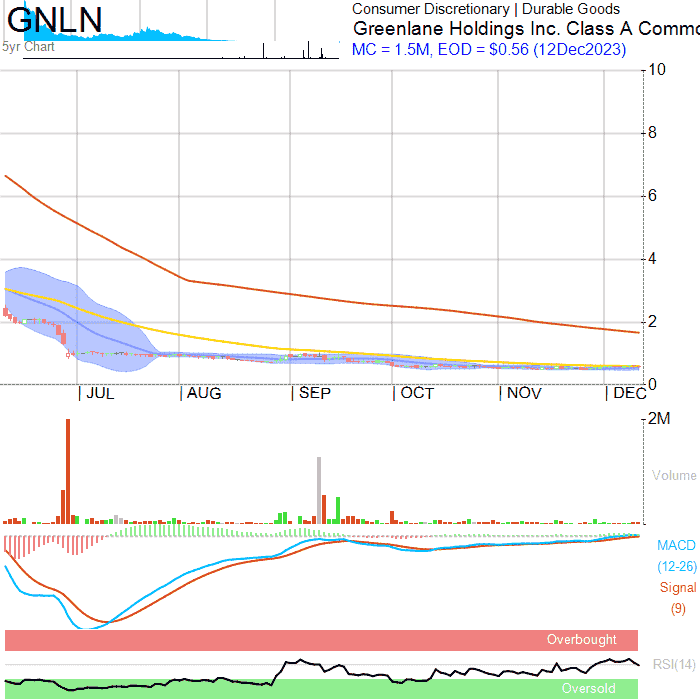 GNLN
5yr Chart
Consumer Discretionary | Durable Goods
Greenlane Holdings Inc. Class A Commo
MC = 1.5M, EOD = $0.56 (12Dec2023)
10
8
6
4
2
0
| JUL | AUG | SEP | OCT | NOV | DEC
2M
Volume
MACD
(12-26)
Signal
(9)
Overbought
RSI(14)
Oversold